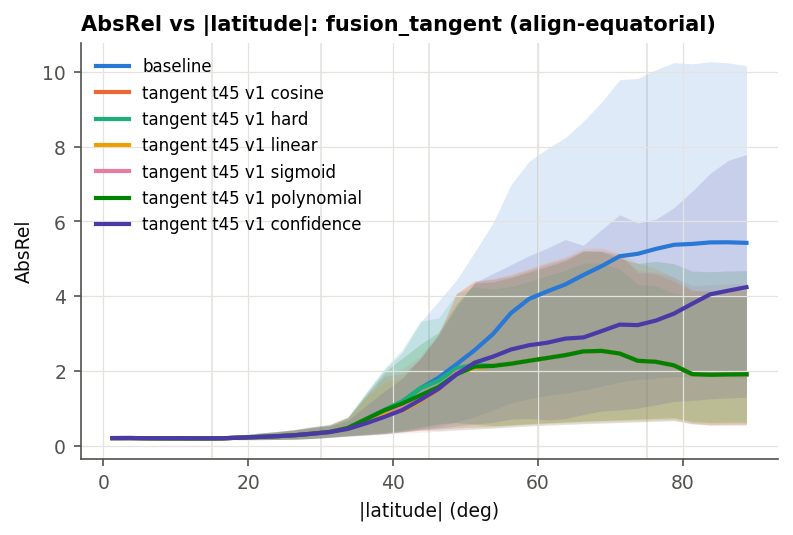 AbsRel vs |latitude|: fusion_tangent (align-equatorial)
baseline
tangent t45 v1 cosine
tangent t45 v1 hard
tangent t45 v1 linear
tangent t45 v1 sigmoid
tangent t45 v1 polynomial
tangent t45 v1 confidence
AbsRel
10
8
6
4
2
0
0 20 40 60 80
|latitude| (deg)